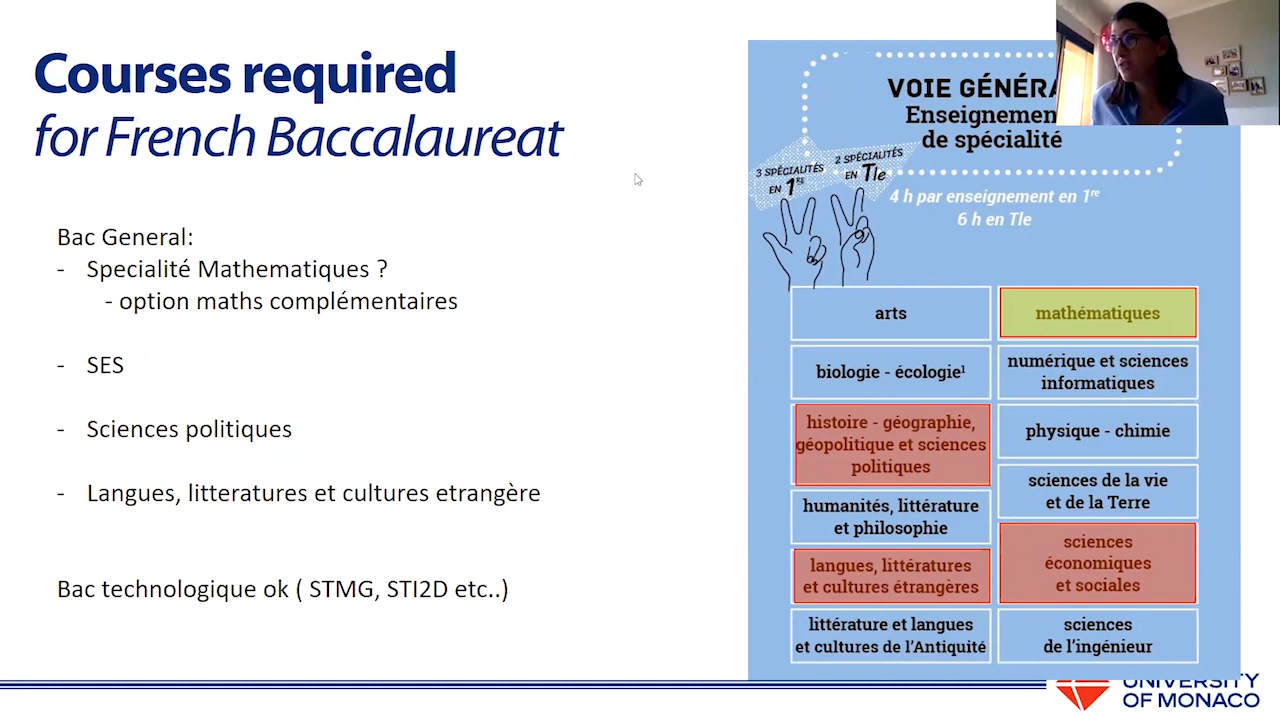 Courses required
for French Baccalaureat
Bac General:
- Specialité Mathematiques ?
- option maths complémentaires
- SES
- Sciences politiques
- Langues, litteratures et cultures etrangère
Bac technologique ok ( STMG, STI2D etc..)
VOIE GÉNÉRA
Enseignemen
de spécialité
3 SPÉCIALITÉS
EN 1RE
2 SPÉCIALITÉS
EN Tle
4 h par enseignement en 1re
6 h en Tle
arts
mathématiques
biologie - écologie1
numérique et sciences
informatiques
histoire - géographie,
géopolitique et sciences
politiques
physique - chimie
humanités, littérature
et philosophie
sciences de la vie
et de la Terre
langues, littératures
et cultures étrangères
sciences
économiques
et sociales
littérature et langues
et cultures de l'Antiquité
sciences
de l'ingénieur
UNIVERSITY
OF MONACO